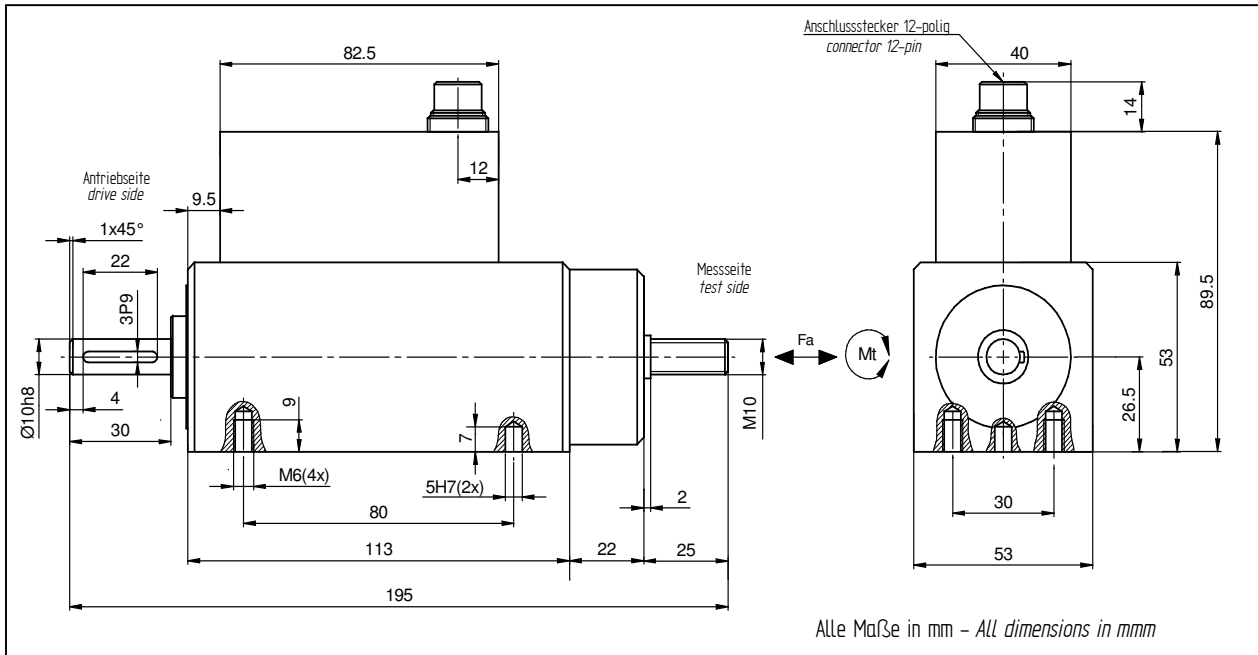 Anschlussstecker 12-polig
connector 12-pin
82.5
40
14
12
Antriebseite
drive side
9.5
1x45°
22
3P9
Messseite
test side
Fa
Mt
89.5
53
26.5
Ø10h8
4
30
9
7
M10
M6(4x)
5H7(2x)
2
80
30
113
22
25
53
195
Alle Maße in mm - All dimensions in mmm